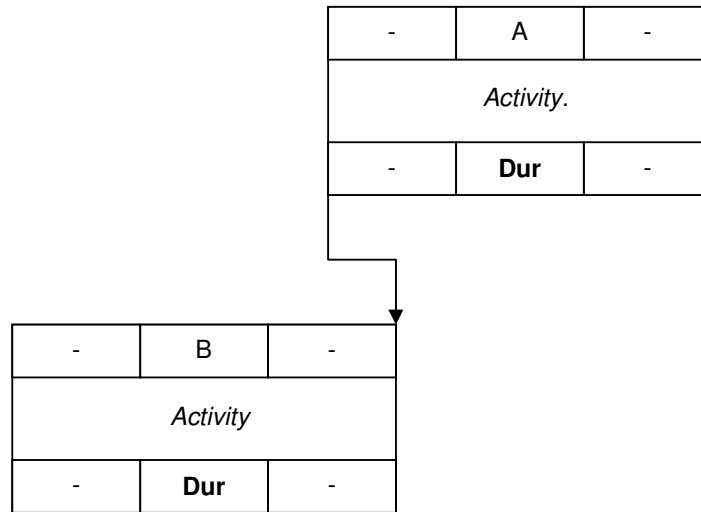 - A -
Activity.
- Dur -
- B -
Activity
- Dur -